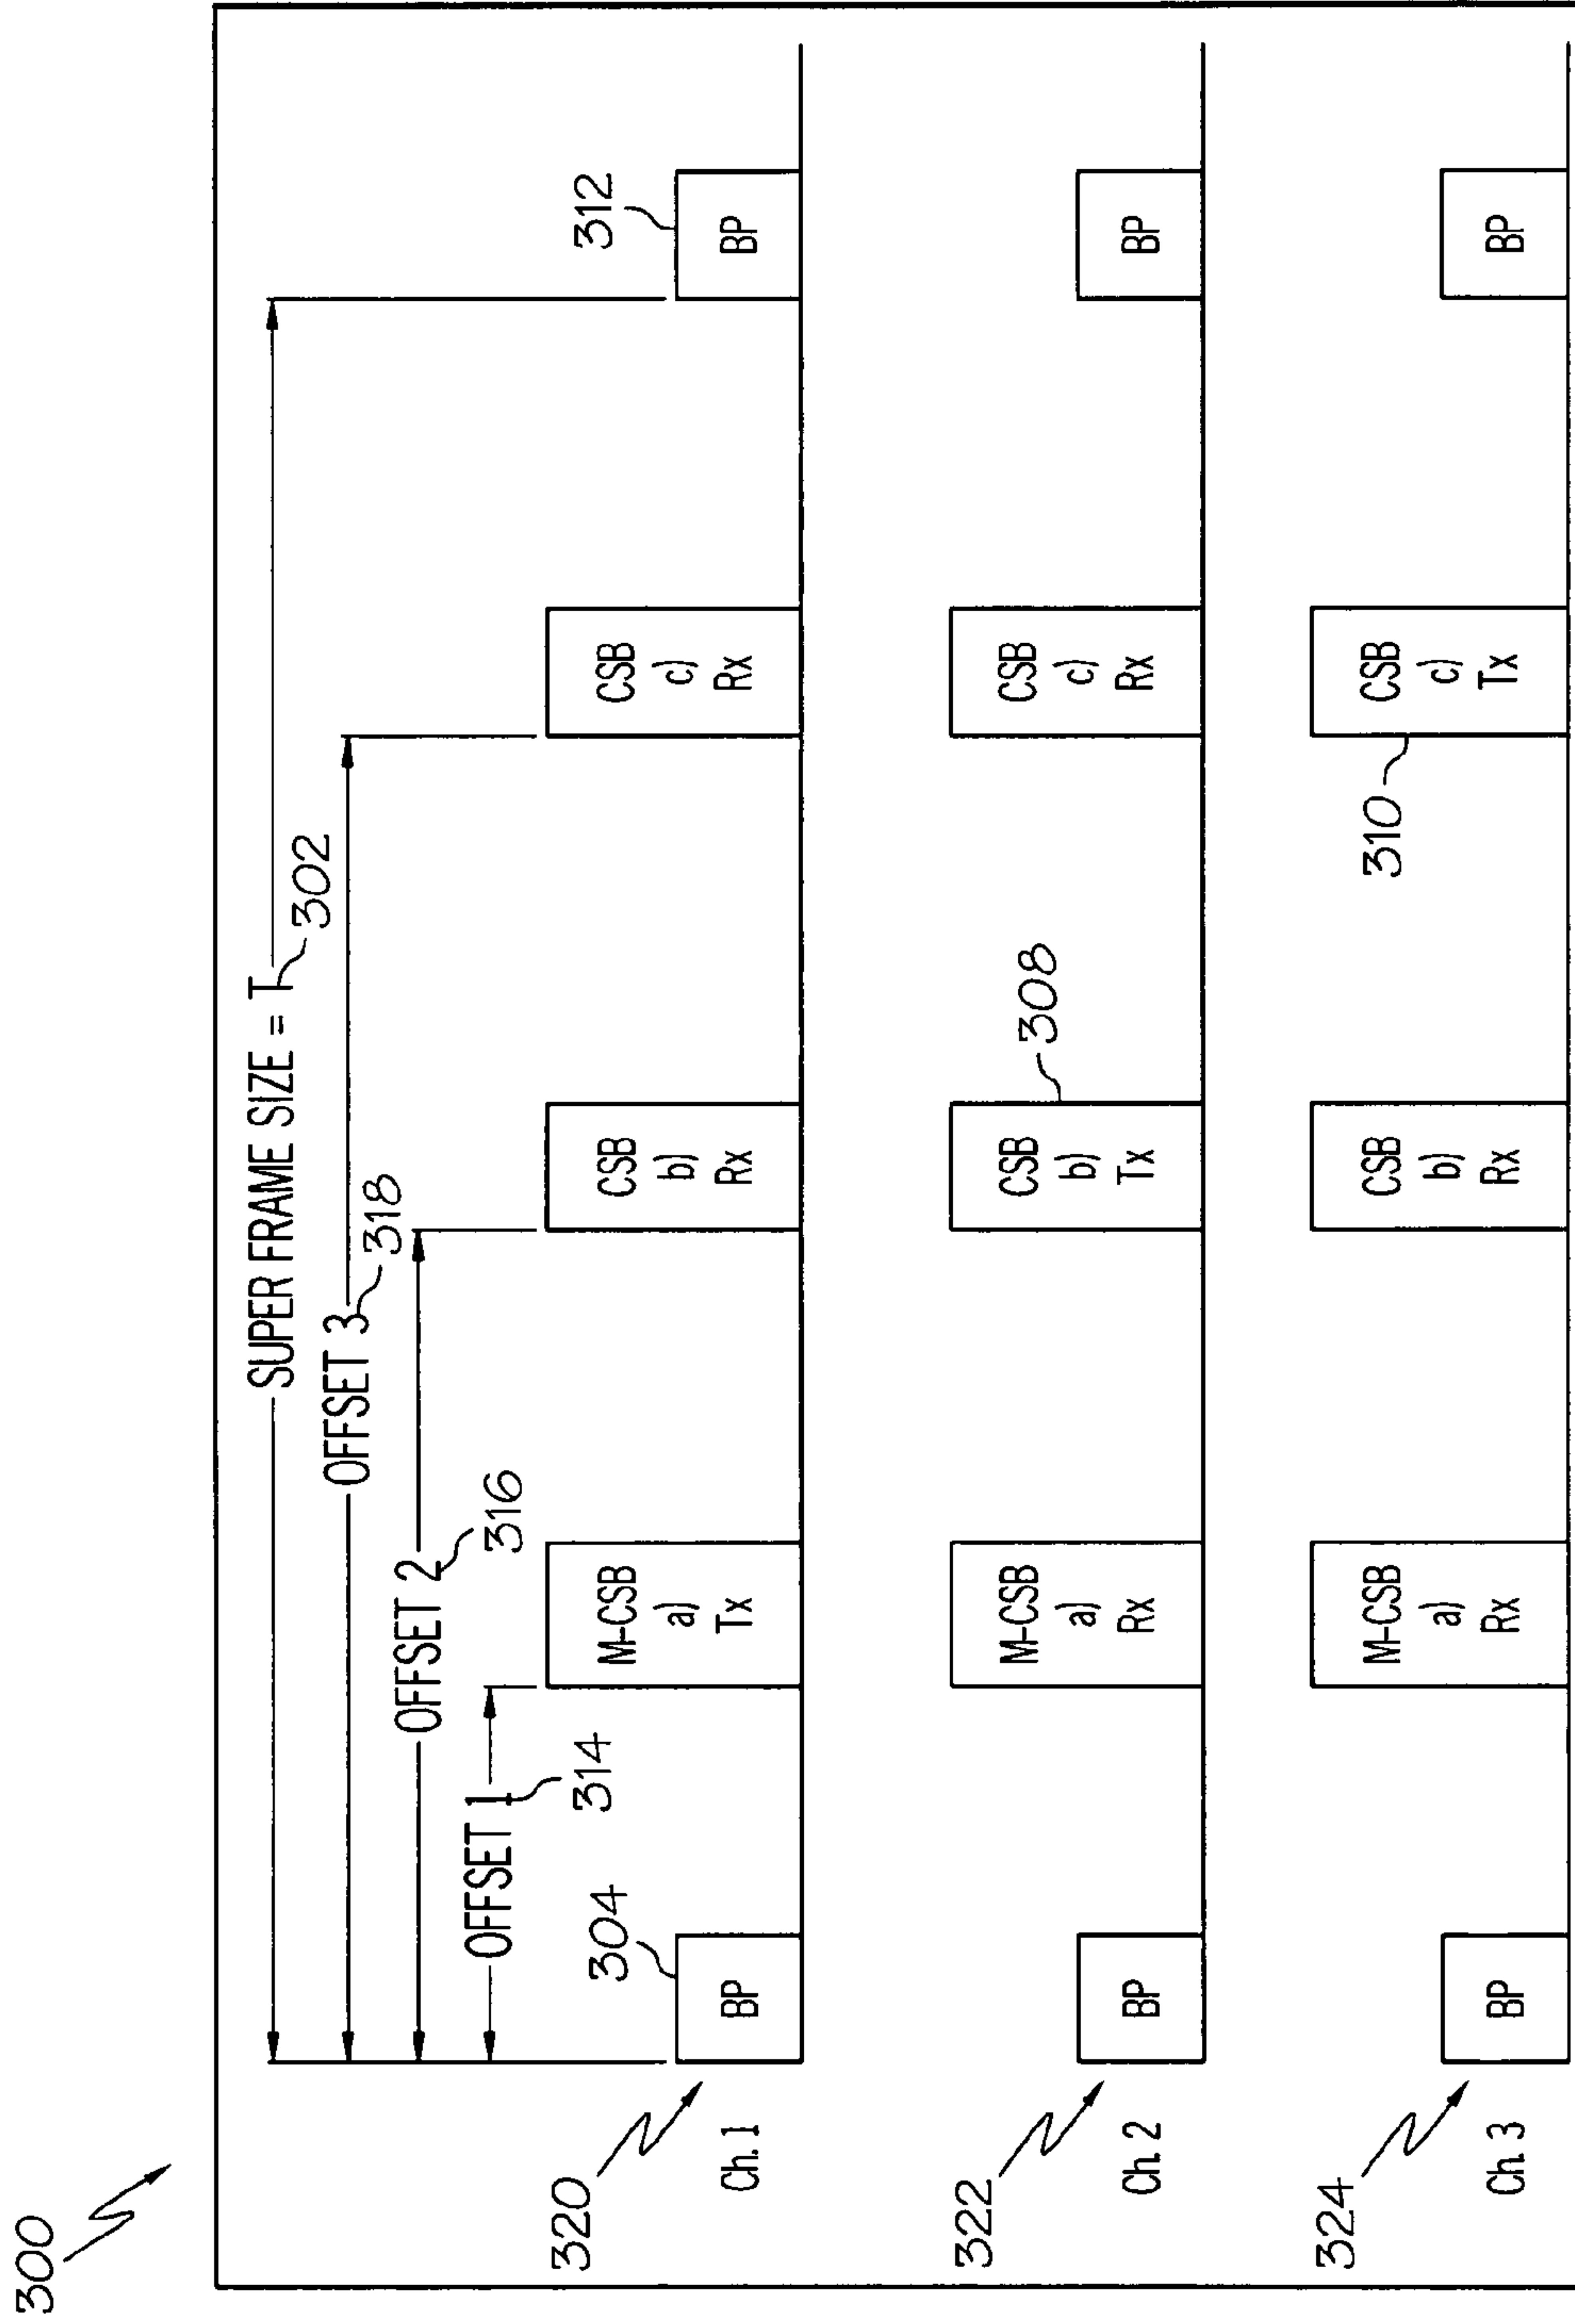 300
SUPER FRAME SIZE = T
302
OFFSET 3
318
OFFSET 2
316
OFFSET 1
314
320
304
312
Ch. 1
BP
M-CSB
a)
Tx
CSB
b)
Rx
CSB
c)
Rx
BP
322
308
Ch. 2
BP
M-CSB
a)
Rx
CSB
b)
Tx
CSB
c)
Rx
BP
324
310
Ch. 3
BP
M-CSB
a)
Rx
CSB
b)
Rx
CSB
c)
Tx
BP